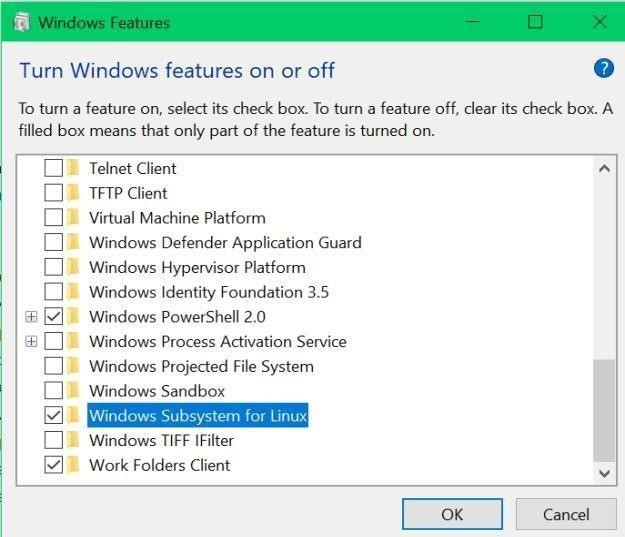 Windows Features
Turn Windows features on or off
?
To turn a feature on, select its check box. To turn a feature off, clear its check box. A
filled box means that only part of the feature is turned on.
Telnet Client
TFTP Client
Virtual Machine Platform
Windows Defender Application Guard
Windows Hypervisor Platform
Windows Identity Foundation 3.5
Windows PowerShell 2.0
Windows Process Activation Service
Windows Projected File System
Windows Sandbox
Windows Subsystem for Linux
Windows TIFF IFilter
Work Folders Client
OK
Cancel